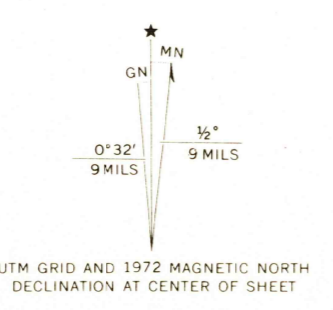 ★
MN
GN
0°32' ½°
9 MILS 9 MILS
UTM GRID AND 1972 MAGNETIC NORTH
DECLINATION AT CENTER OF SHEET